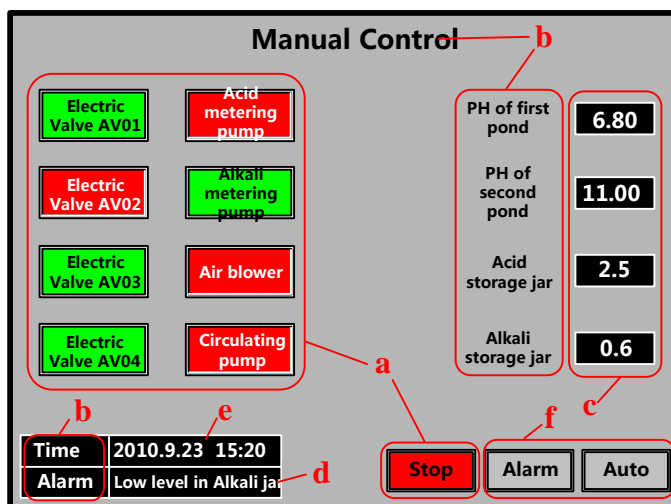 Manual Control
b
Electric
Valve AV01
Acid
metering
pump
PH of first
pond
6.80
Electric
Valve AV02
Alkali
metering
pump
PH of
second
pond
11.00
Electric
Valve AV03
Air blower
Acid
storage jar
2.5
Electric
Valve AV04
Circulating
pump
Alkali
storage jar
0.6
a
b
e
f
c
Time
2010.9.23 15:20
Alarm
Low level in Alkali ja
d
Stop
Alarm
Auto